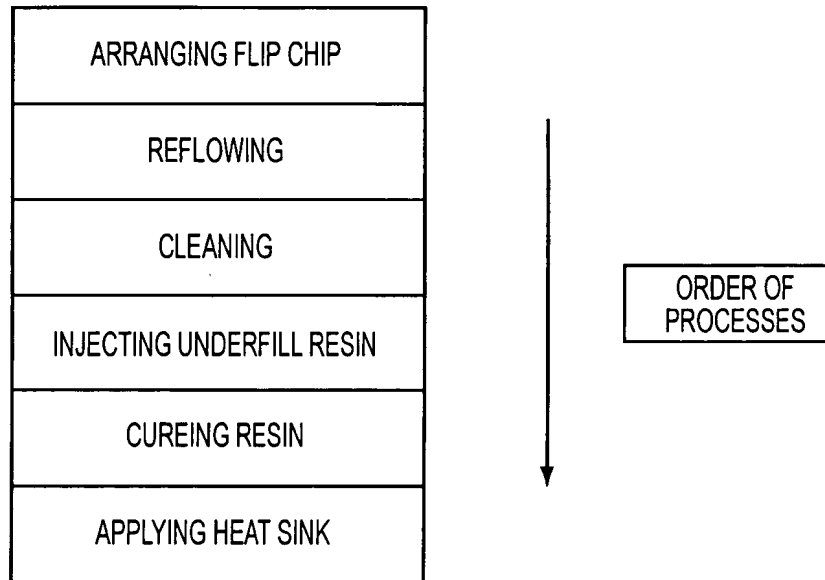 ARRANGING FLIP CHIP
REFLOWING
CLEANING
INJECTING UNDERFILL RESIN
CUREING RESIN
APPLYING HEAT SINK
ORDER OF
PROCESSES